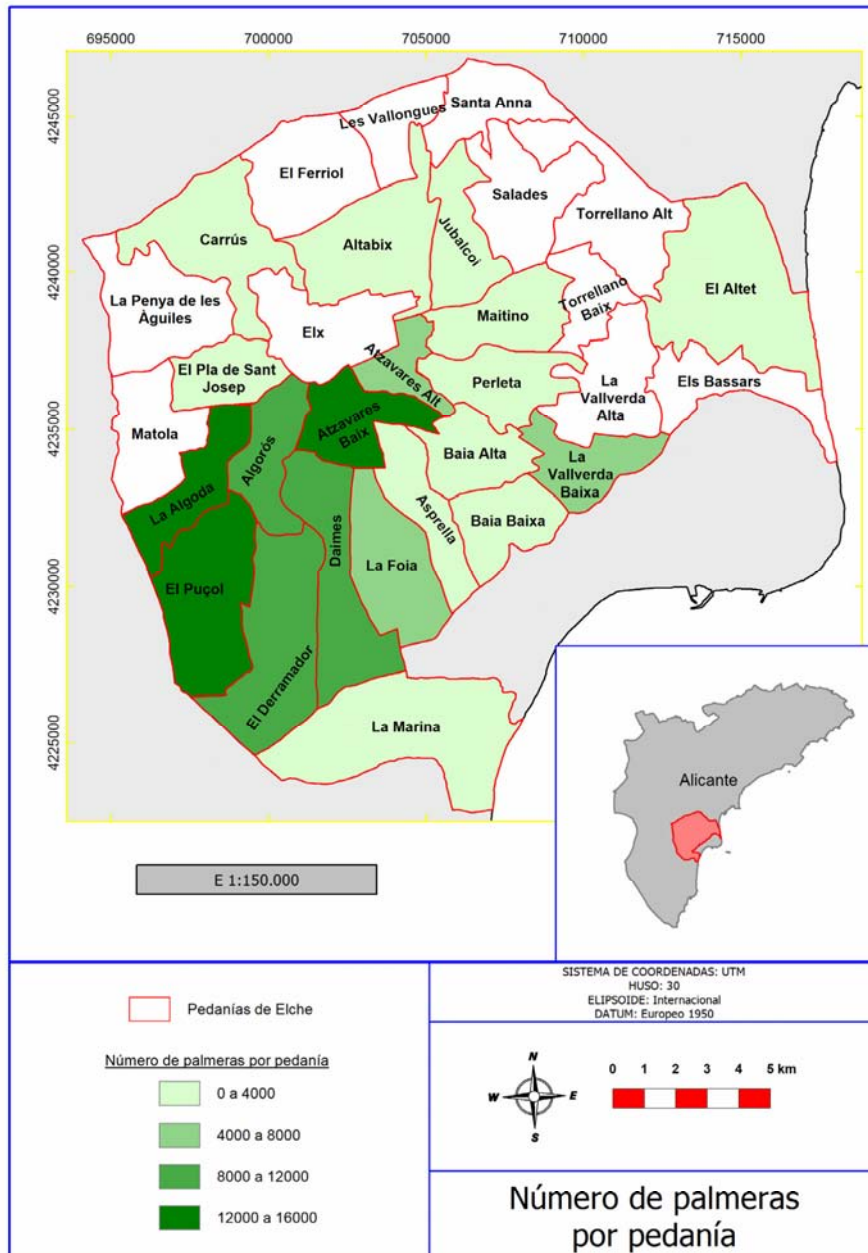 695000 700000 705000 710000 715000
4245000
4240000
4235000
4230000
4225000
Santa Anna
Les Vallongues
El Ferriol
Salades
Torrellano Alt
Carrús
Altabix
Jubalcoi
La Penya de les
Àguiles
Elx
Maitino
Torrellano
Baix
El Altet
El Pla de Sant
Josep
Atzavares Alt
Perleta
La
Vallverda
Alta
Els Bassars
Matola
Algorós
Atzavares
Baix
Baia Alta
La
Vallverda
Baixa
La Algoda
Daimes
Asprella
Baia Baixa
El Puçol
La Foia
El Derramador
La Marina
Alicante
E 1:150.000
Pedanías de Elche
Número de palmeras por pedanía
0 a 4000
4000 a 8000
8000 a 12000
12000 a 16000
SISTEMA DE COORDENADAS: UTM
HUSO: 30
ELIPSOIDE: Internacional
DATUM: Europeo 1950
N
W E
S
0 1 2 3 4 5 km
Número de palmeras
por pedanía